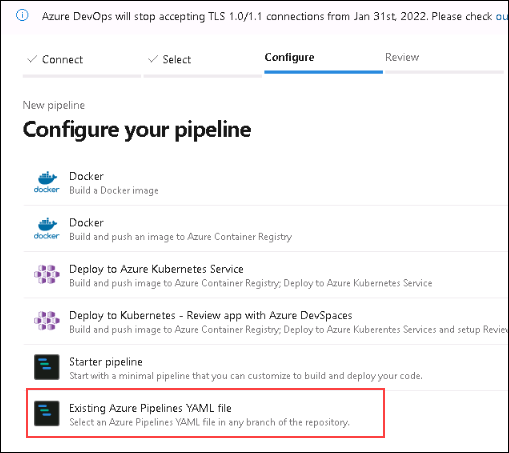 Azure DevOps will stop accepting TLS 1.0/1.1 connections from Jan 31st, 2022. Please check ou
Connect Select Configure Review
New pipeline
Configure your pipeline
docker
Docker
Build a Docker image
docker
Docker
Build and push an image to Azure Container Registry
Deploy to Azure Kubernetes Service
Build and push image to Azure Container Registry; Deploy to Azure Kubernetes Service
Deploy to Kubernetes - Review app with Azure DevSpaces
Build and push image to Azure Container Registry; Deploy to Azure Kuberentes Services and setup Review
Starter pipeline
Start with a minimal pipeline that you can customize to build and deploy your code.
Existing Azure Pipelines YAML file
Select an Azure Pipelines YAML file in any branch of the repository.